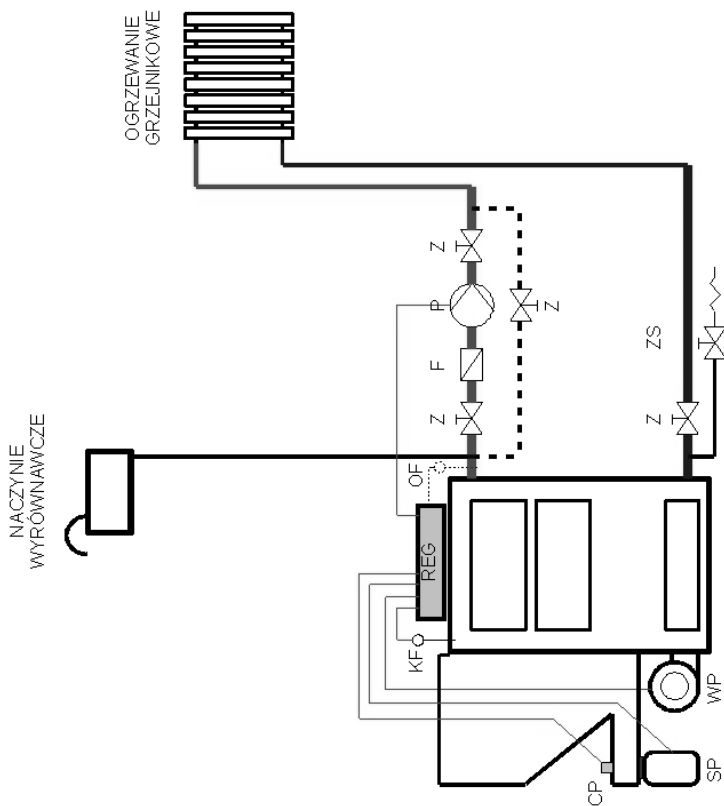 NACZYNIE
WYRÓWNAWCZE
OGRZEWANIE
GRZEJNIKOWE
OF
Z
F
P
Z
Z
REG
KF
Z
ZS
CP
SP
WP